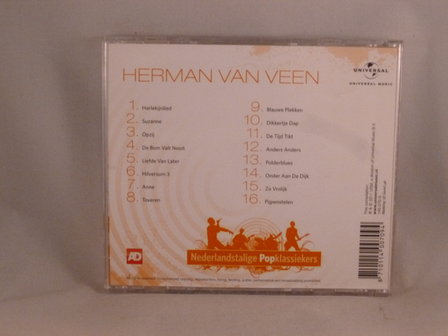 HERMAN VAN VEEN
UNIVERSAL
UNIVERSAL MUSIC
1. Harlekijnlied
2. Suzanne
3. Opzij
4. De Bom Valt Nooit
5. Liefde Van Later
6. Hilversum 3
7. Anne
8. Toveren
9. Blauwe Plekken
10. Dikkertje Dap
11. De Tijd Tikt
12. Anders Anders
13. Polderblues
14. Onder Aan De Dijk
15. Zo Vrolijk
16. Papenstelen
AD
Nederlandstalige Popklassiekers